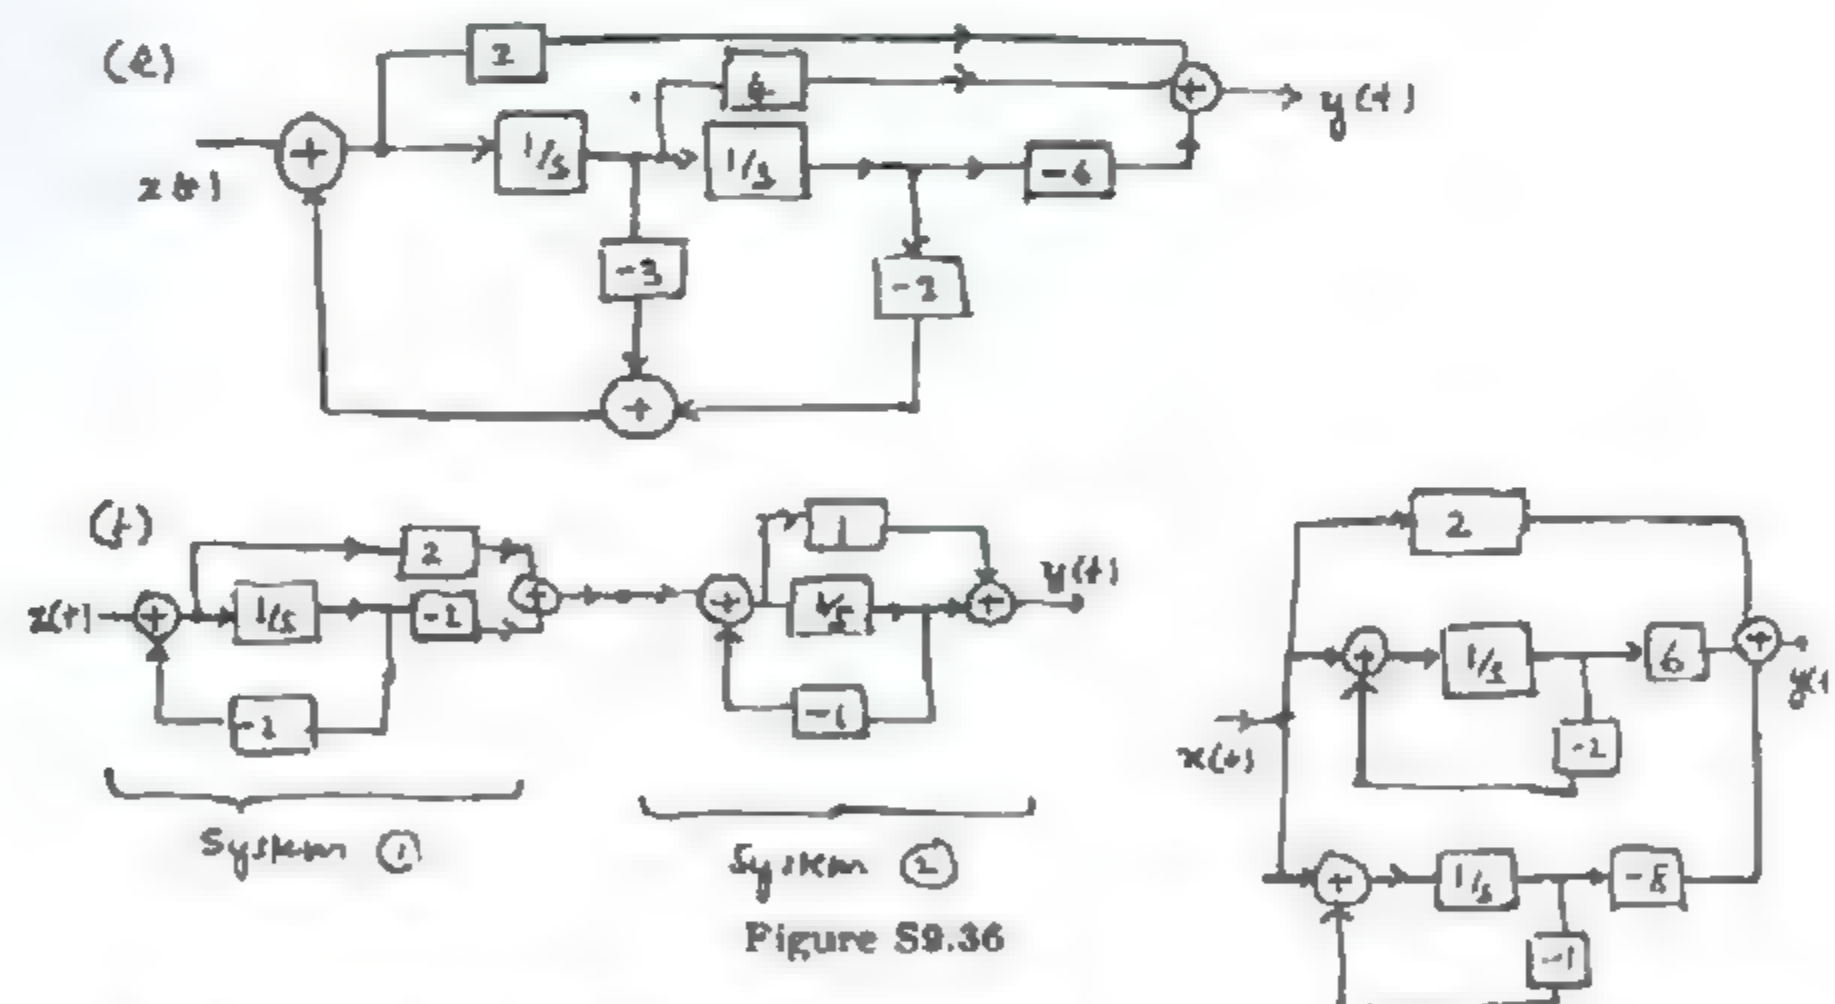 (e)
2
6
+
y(t)
+
1/s
1/s
-6
x(t)
-3
-2
+
(f)
2
1
2
x(t)
+
1/s
-1
+
+
1/s
+
y(t)
+
1/s
6
+
-2
-1
-2
x(t)
System ①
System ②
+
1/s
-8
Figure S9.36
-1